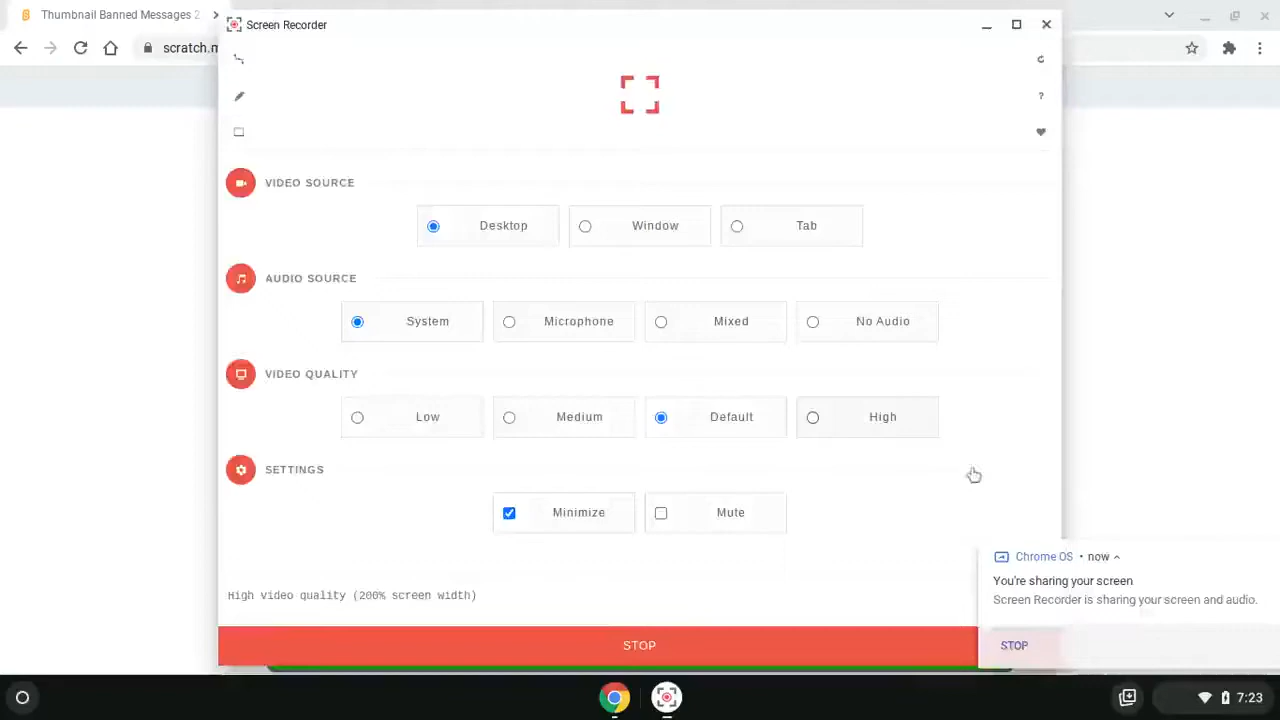 Thumbnail Banned Messages 2
Screen Recorder
scratch.m
?
VIDEO SOURCE
Desktop
Window
Tab
AUDIO SOURCE
System
Microphone
Mixed
No Audio
VIDEO QUALITY
Low
Medium
Default
High
SETTINGS
Minimize
Mute
Chrome OS • now
You're sharing your screen
Screen Recorder is sharing your screen and audio.
High video quality (200% screen width)
STOP
STOP
7:23